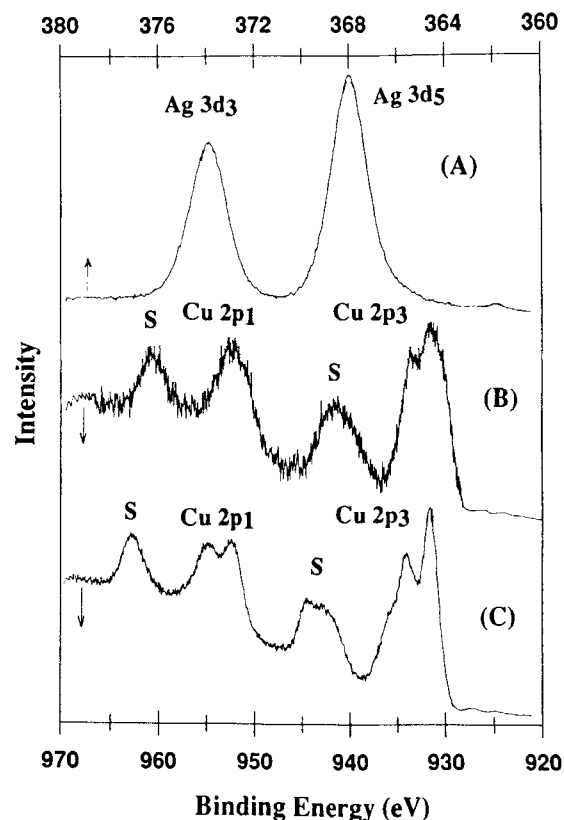 380 376 372 368 364 360
Ag 3d3
Ag 3d5
(A)
S
Cu 2p1
Cu 2p3
S
(B)
S
Cu 2p1
Cu 2p3
S
(C)
Intensity
970 960 950 940 930 920
Binding Energy (eV)